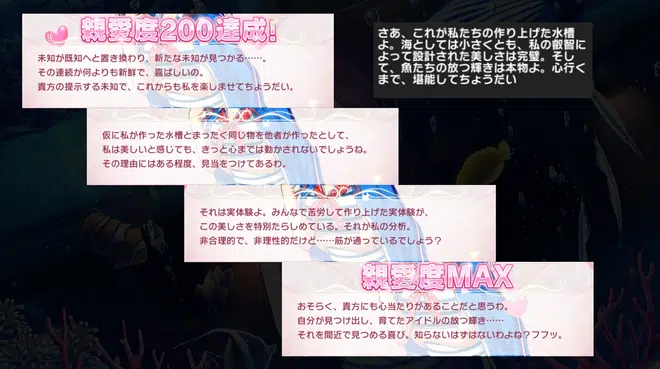 親愛度200達成!
未知が既知へと置き換わり、新たな未知が見つかる……。
その連続が何よりも新鮮で、喜ばしいの。
貴方の提示する未知で、これからも私を楽しませてちょうだい。
さあ、これが私たちの作り上げた水槽
よ。海としては小さくとも、私の叡智に
よって設計された美しさは完璧。そし
て、魚たちの放つ輝きは本物よ。心行く
まで、堪能してちょうだい
仮に私が作った水槽とまったく同じ物を他者が作ったとして、
私は美しいと感じても、きっと心までは動かされないでしょうね。
その理由にはある程度、見当をつけてあるわ。
それは実体験よ。みんなで苦労して作り上げた実体験が、
この美しさを特別たらしめている。それが私の分析。
非合理的で、非理性的だけど……筋が通っているでしょう?
親愛度MAX
おそらく、貴方にも心当たりがあることだと思うわ。
自分が見つけ出し、育てたアイドルの放つ輝き……
それを間近で見つめる喜び。知らないはずはないわよね?フフッ。